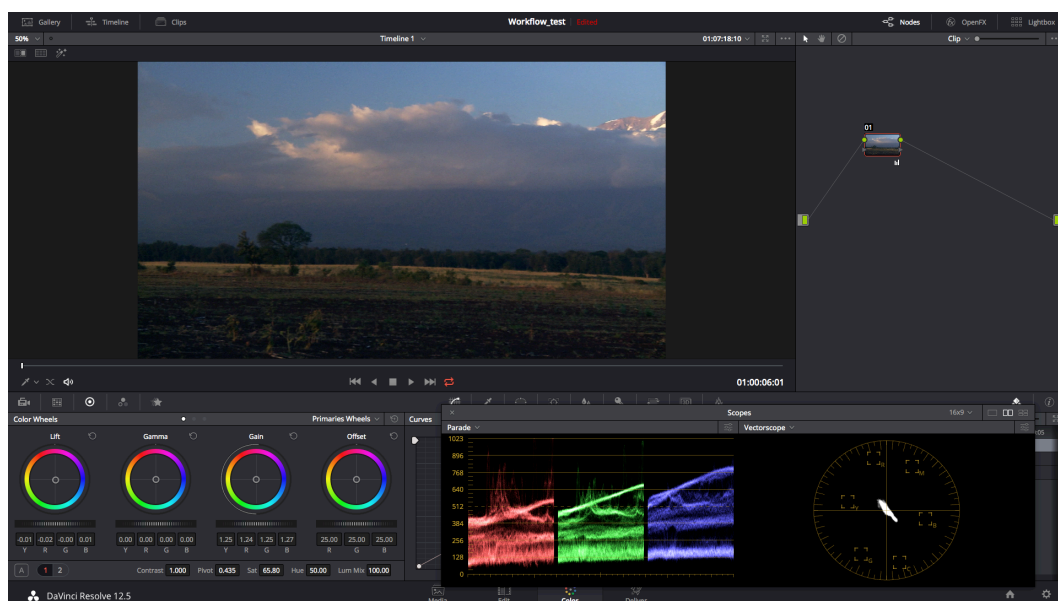 Gallery Timeline Clips Workflow_test Edited Nodes OpenFX Lightbox
50% Timeline 1 01:07:18:10 Clip
01
01:00:06:01
Color Wheels Primaries Wheels Curves Scopes 16x9
Lift Gamma Gain Offset Parade Vectorscope :05
1023
896
768
640
512
384
256
128
0
R M
Y B
G C
-0.01 -0.02 -0.00 0.01 0.00 0.00 0.00 0.00 1.25 1.24 1.25 1.27 25.00 25.00 25.00
Y R G B Y R G B Y R G B R G B
A 1 2 Contrast 1.000 Pivot 0.435 Sat 65.80 Hue 50.00 Lum Mix 100.00
DaVinci Resolve 12.5 Media Edit Color Deliver